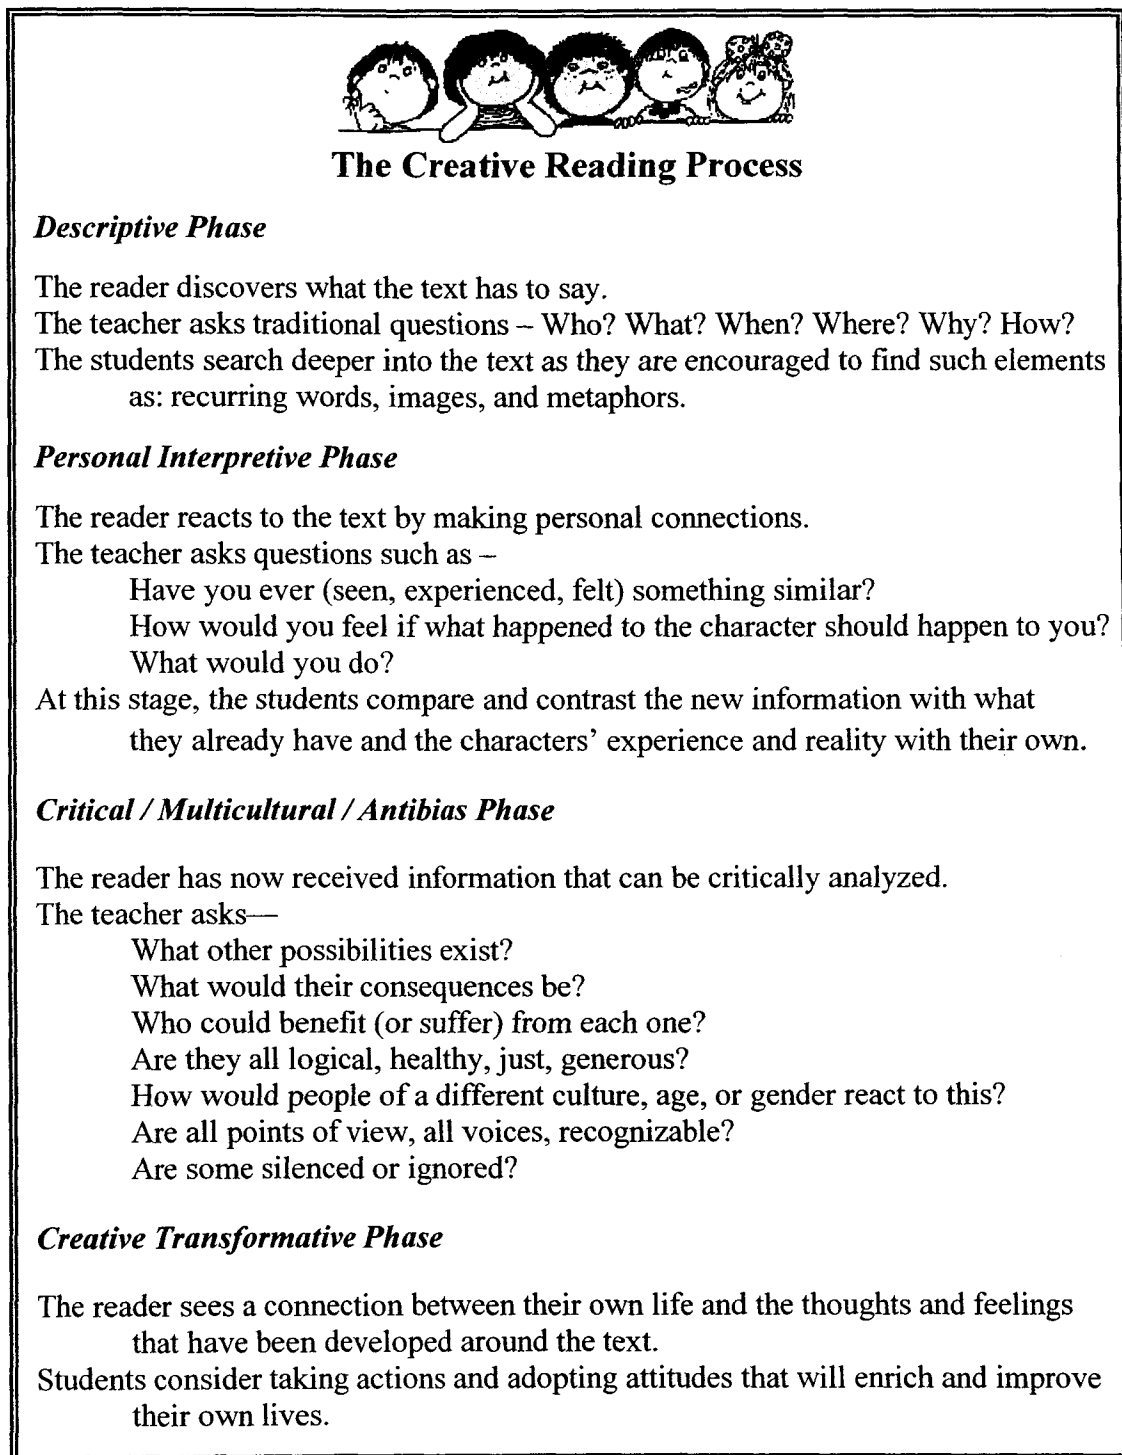 The Creative Reading Process
Descriptive Phase
The reader discovers what the text has to say.
The teacher asks traditional questions – Who? What? When? Where? Why? How?
The students search deeper into the text as they are encouraged to find such elements
as: recurring words, images, and metaphors.
Personal Interpretive Phase
The reader reacts to the text by making personal connections.
The teacher asks questions such as –
Have you ever (seen, experienced, felt) something similar?
How would you feel if what happened to the character should happen to you?
What would you do?
At this stage, the students compare and contrast the new information with what
they already have and the characters’ experience and reality with their own.
Critical / Multicultural / Antibias Phase
The reader has now received information that can be critically analyzed.
The teacher asks—
What other possibilities exist?
What would their consequences be?
Who could benefit (or suffer) from each one?
Are they all logical, healthy, just, generous?
How would people of a different culture, age, or gender react to this?
Are all points of view, all voices, recognizable?
Are some silenced or ignored?
Creative Transformative Phase
The reader sees a connection between their own life and the thoughts and feelings
that have been developed around the text.
Students consider taking actions and adopting attitudes that will enrich and improve
their own lives.